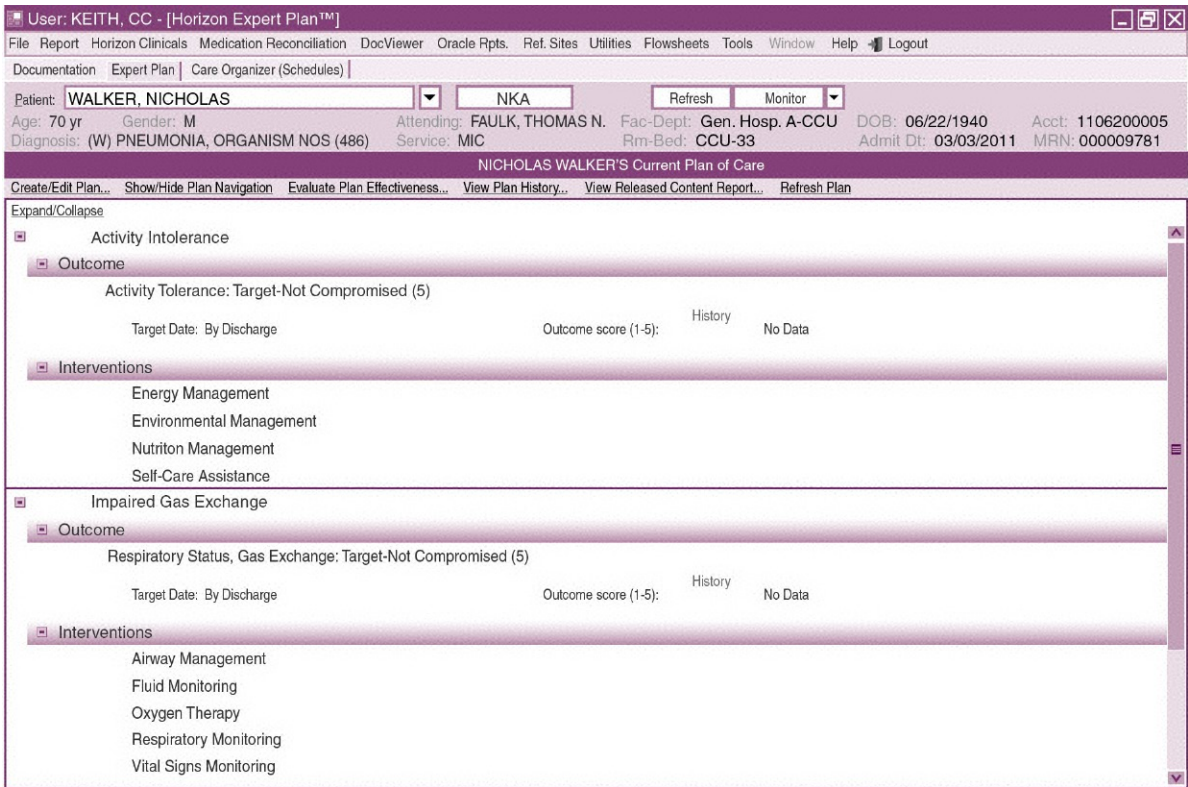 User: KEITH, CC - [Horizon Expert Plan™]
File Report Horizon Clinicals Medication Reconciliation DocViewer Oracle Rpts. Ref. Sites Utilities Flowsheets Tools Window Help Logout
Documentation Expert Plan Care Organizer (Schedules)
Patient: WALKER, NICHOLAS NKA Refresh Monitor
Age: 70 yr Gender: M Attending: FAULK, THOMAS N. Fac-Dept: Gen. Hosp. A-CCU DOB: 06/22/1940 Acct: 1106200005
Diagnosis: (W) PNEUMONIA, ORGANISM NOS (486) Service: MIC Rm-Bed: CCU-33 Admit Dt: 03/03/2011 MRN: 000009781
NICHOLAS WALKER'S Current Plan of Care
Create/Edit Plan... Show/Hide Plan Navigation Evaluate Plan Effectiveness... View Plan History... View Released Content Report... Refresh Plan
Expand/Collapse
Activity Intolerance
Outcome
Activity Tolerance: Target-Not Compromised (5)
History
Target Date: By Discharge Outcome score (1-5): No Data
Interventions
Energy Management
Environmental Management
Nutriton Management
Self-Care Assistance
Impaired Gas Exchange
Outcome
Respiratory Status, Gas Exchange: Target-Not Compromised (5)
History
Target Date: By Discharge Outcome score (1-5): No Data
Interventions
Airway Management
Fluid Monitoring
Oxygen Therapy
Respiratory Monitoring
Vital Signs Monitoring